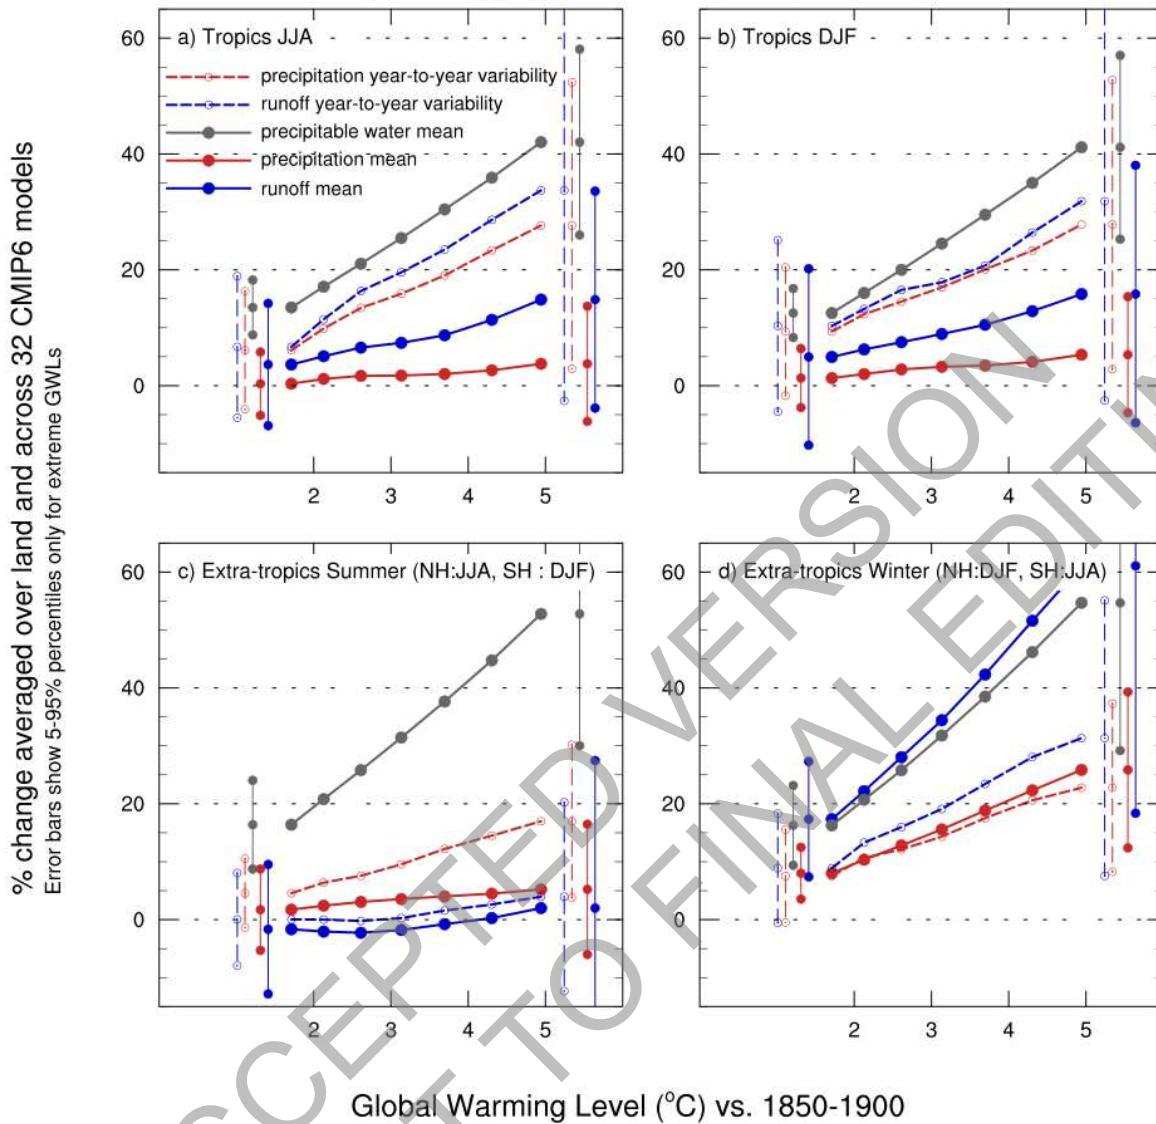 60
40
20
0
a) Tropics JJA
precipitation year-to-year variability
runoff year-to-year variability
precipitable water mean
precipitation mean
runoff mean
2 3 4 5
60
40
20
0
b) Tropics DJF
2 3 4 5
% change averaged over land and across 32 CMIP6 models
Error bars show 5-95% percentiles only for extreme GWLs
60
40
20
0
c) Extra-tropics Summer (NH:JJA, SH : DJF)
2 3 4 5
60
40
20
0
d) Extra-tropics Winter (NH:DJF, SH:JJA)
2 3 4 5
Global Warming Level (°C) vs. 1850-1900
VERSION
TO FINAL